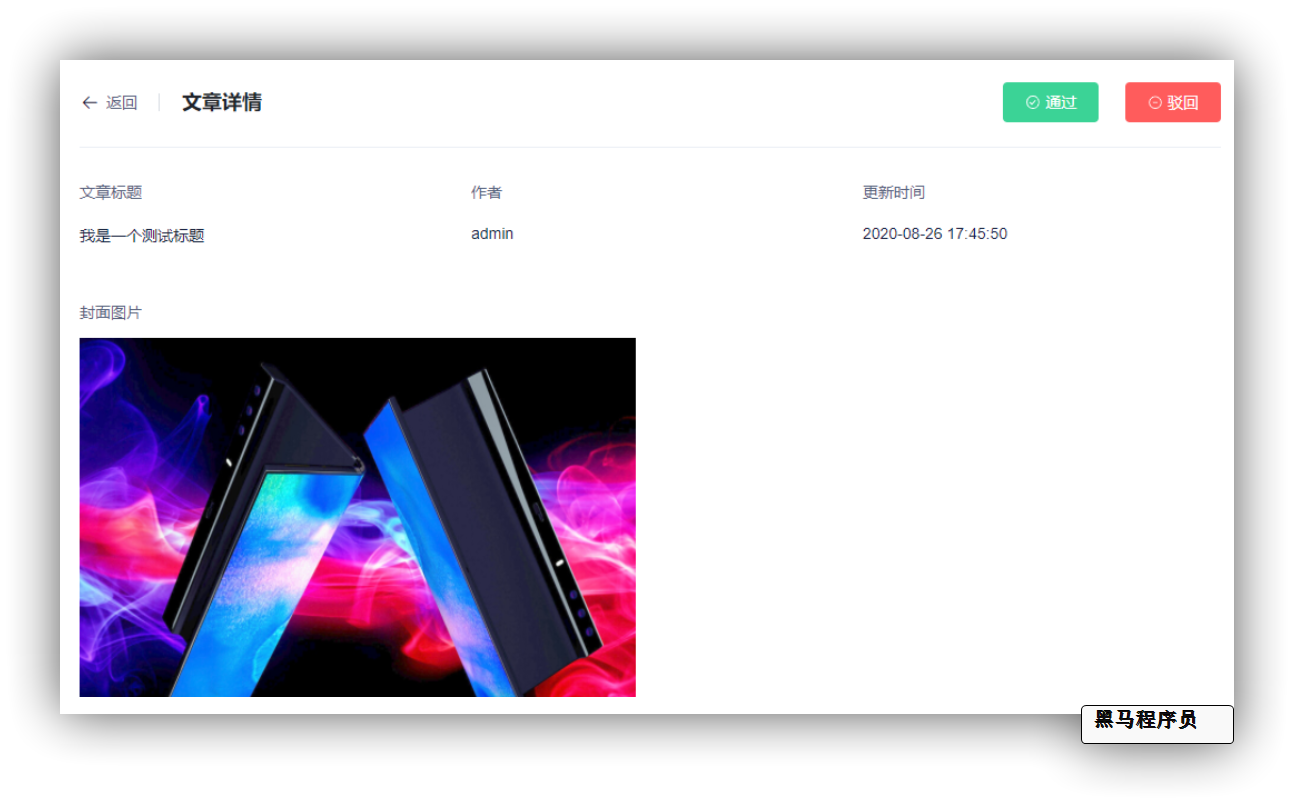 返回
文章详情
通过
驳回
文章标题
作者
更新时间
我是一个测试标题
admin
2020-08-26 17:45:50
封面图片
黑马程序员